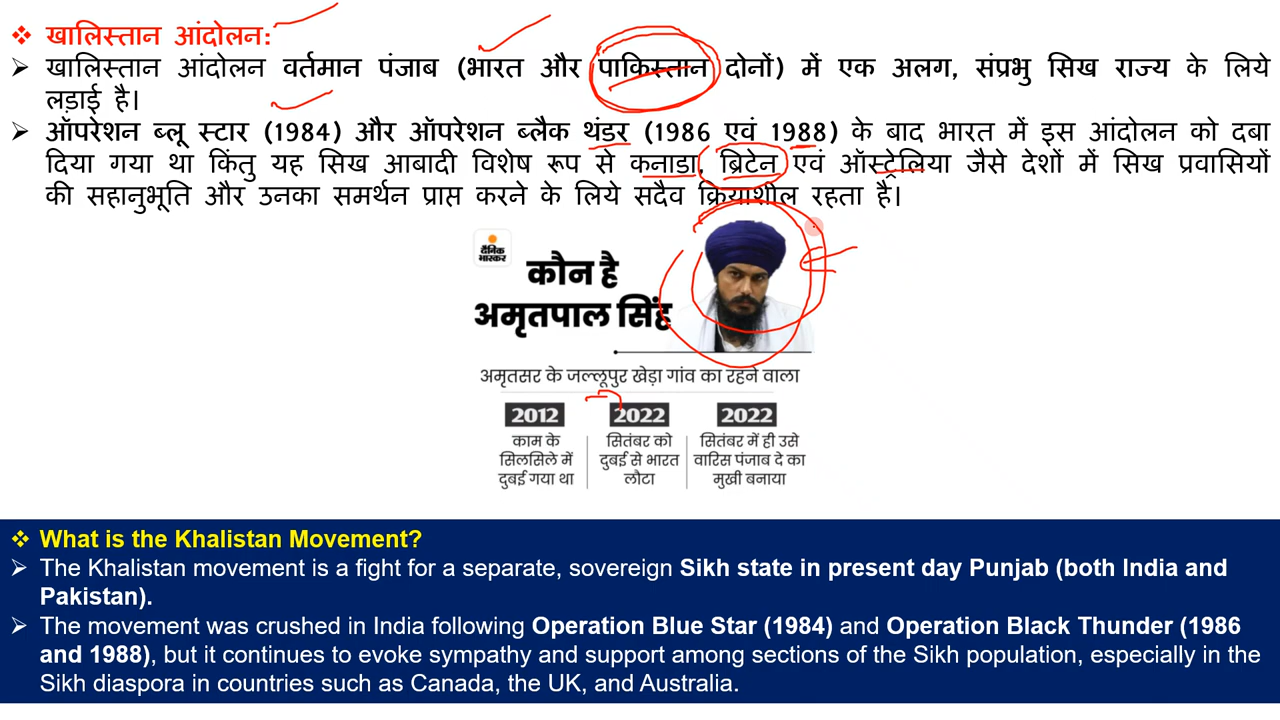 ❖ खालिस्तान आंदोलन:
➢ खालिस्तान आंदोलन वर्तमान पंजाब (भारत और पाकिस्तान दोनों) में एक अलग, संप्रभु सिख राज्य के लिये
लड़ाई है।
➢ ऑपरेशन ब्लू स्टार (1984) और ऑपरेशन ब्लैक थंडर (1986 एवं 1988) के बाद भारत में इस आंदोलन को दबा
दिया गया था किंतु यह सिख आबादी विशेष रूप से कनाडा, ब्रिटेन एवं ऑस्ट्रेलिया जैसे देशों में सिख प्रवासियों
की सहानुभूति और उनका समर्थन प्राप्त करने के लिये सदैव क्रियाशील रहता है।
दैनिक
भास्कर
कौन है
अमृतपाल सिंह
अमृतसर के जल्लूपुर खेड़ा गांव का रहने वाला
2012 2022 2022
काम के सितंबर को सितंबर में ही उसे
सिलसिले में दुबई से भारत वारिस पंजाब दे का
दुबई गया था लौटा मुखी बनाया
❖ What is the Khalistan Movement?
➢ The Khalistan movement is a fight for a separate, sovereign Sikh state in present day Punjab (both India and
Pakistan).
➢ The movement was crushed in India following Operation Blue Star (1984) and Operation Black Thunder (1986
and 1988), but it continues to evoke sympathy and support among sections of the Sikh population, especially in the
Sikh diaspora in countries such as Canada, the UK, and Australia.